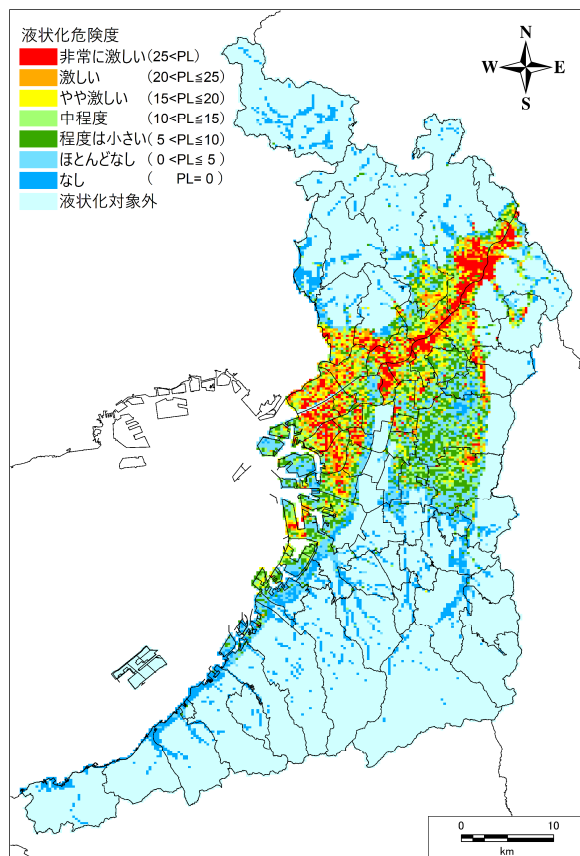 液状化危険度
非常に激しい(25<PL)
激しい (20<PL≦25)
やや激しい (15<PL≦20)
中程度 (10<PL≦15)
程度は小さい( 5 <PL≦10)
ほとんどなし ( 0 <PL≦ 5)
なし ( PL= 0)
液状化対象外
N
W E
S
0 10
km